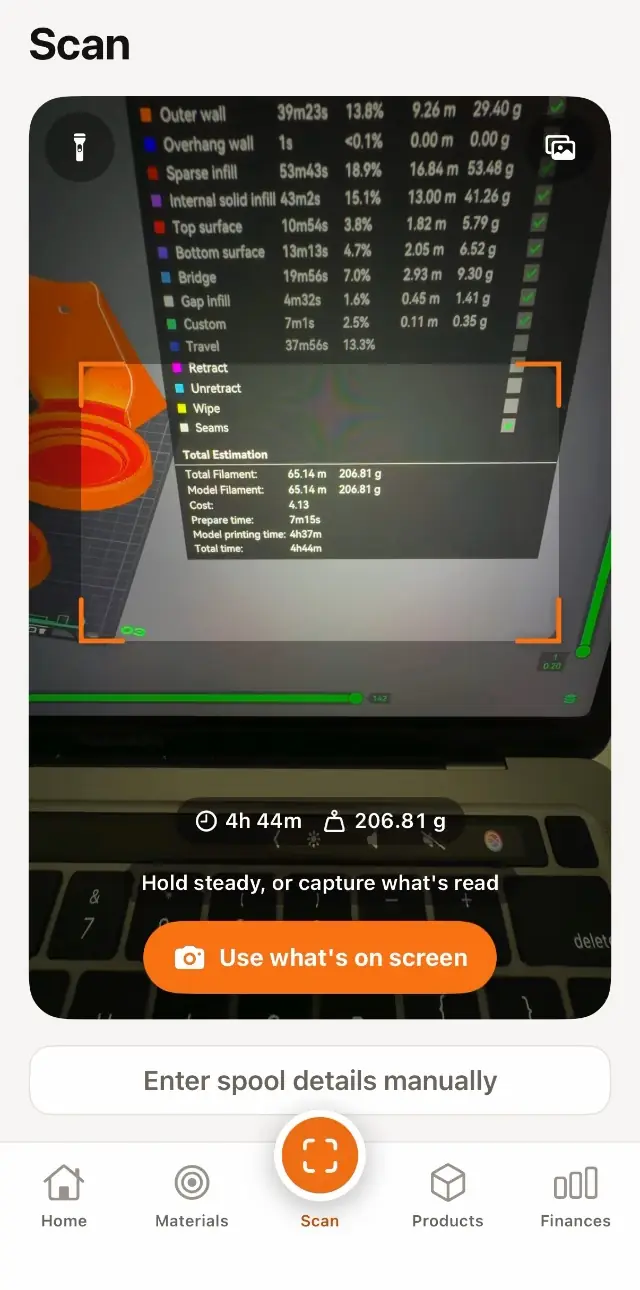 Scan
Outer wall 39m23s 13.8% 9.26 m 29.40 g
Overhang wall 1s <0.1% 0.00 m 0.00 g
Sparse infill 53m43s 18.9% 16.84 m 53.48 g
Internal solid infill 43m2s 15.1% 13.00 m 41.26 g
Top surface 10m54s 3.8% 1.82 m 5.79 g
Bottom surface 13m13s 4.7% 2.05 m 6.52 g
Bridge 19m56s 7.0% 2.93 m 9.30 g
Gap infill 4m32s 1.6% 0.45 m 1.41 g
Custom 7m1s 2.5% 0.11 m 0.35 g
Travel 37m56s 13.3%
Retract
Unretract
Wipe
Seams
Total Estimation
Total Filament: 65.14 m 206.81 g
Model Filament: 65.14 m 206.81 g
Cost: 4.13
Prepare time: 7m15s
Model printing time: 4h37m
Total time: 4h44m
1
0.20
4h 44m 206.81 g
Hold steady, or capture what's read
&
7
delete
Use what's on screen
Enter spool details manually
Home Materials Scan Products Finances